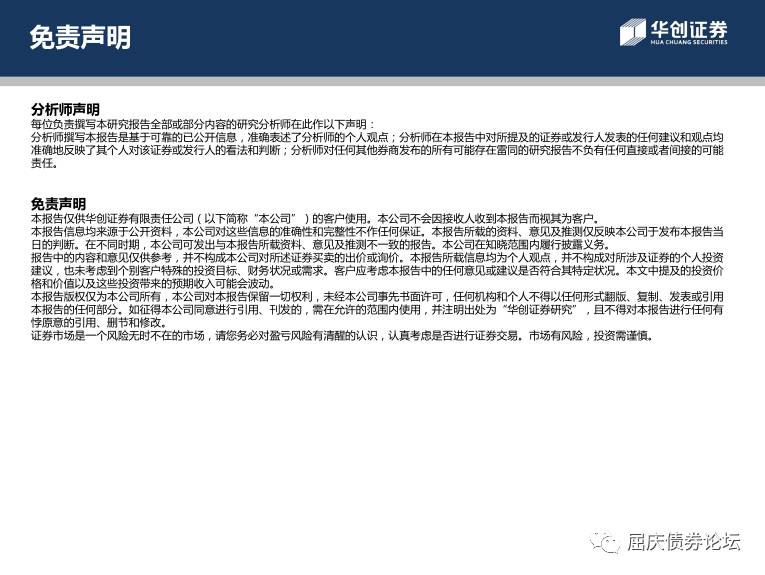 免责声明
华创证券
HUA CHUANG SECURITIES
分析师声明
每位负责撰写本研究报告全部或部分内容的研究分析师在此作以下声明：
分析师撰写本报告是基于可靠的已公开信息，准确表述了分析师的个人观点；分析师在本报告中对所提及的证券或发行人发表的任何建议和观点均
准确地反映了其个人对该证券或发行人的看法和判断；分析师对任何其他券商发布的所有可能存在雷同的研究报告不负有任何直接或者间接的可能
责任。
免责声明
本报告仅供华创证券有限责任公司（以下简称“本公司”）的客户使用。本公司不会因接收人收到本报告而视其为客户。
本报告信息均来源于公开资料，本公司对这些信息的准确性和完整性不作任何保证。本报告所载的资料、意见及推测仅反映本公司于发布本报告当
日的判断。在不同时期，本公司可发出与本报告所载资料、意见及推测不一致的报告。本公司在知晓范围内履行披露义务。
报告中的内容和意见仅供参考，并不构成本公司对所述证券买卖的出价或询价。本报告所载信息均为个人观点，并不构成对所涉及证券的个人投资
建议，也未考虑到个别客户特殊的投资目标、财务状况或需求。客户应考虑本报告中的任何意见或建议是否符合其特定状况。本文中提及的投资价
格和价值以及这些投资带来的预期收入可能会波动。
本报告版权仅为本公司所有，本公司对本报告保留一切权利，未经本公司事先书面许可，任何机构和个人不得以任何形式翻版、复制、发表或引用
本报告的任何部分。如征得本公司同意进行引用、刊发的，需在允许的范围内使用，并注明出处为“华创证券研究”，且不得对本报告进行任何有
悖原意的引用、删节和修改。
证券市场是一个风险无时不在的市场，请您务必对盈亏风险有清醒的认识，认真考虑是否进行证券交易。市场有风险，投资需谨慎。
屈庆债券论坛